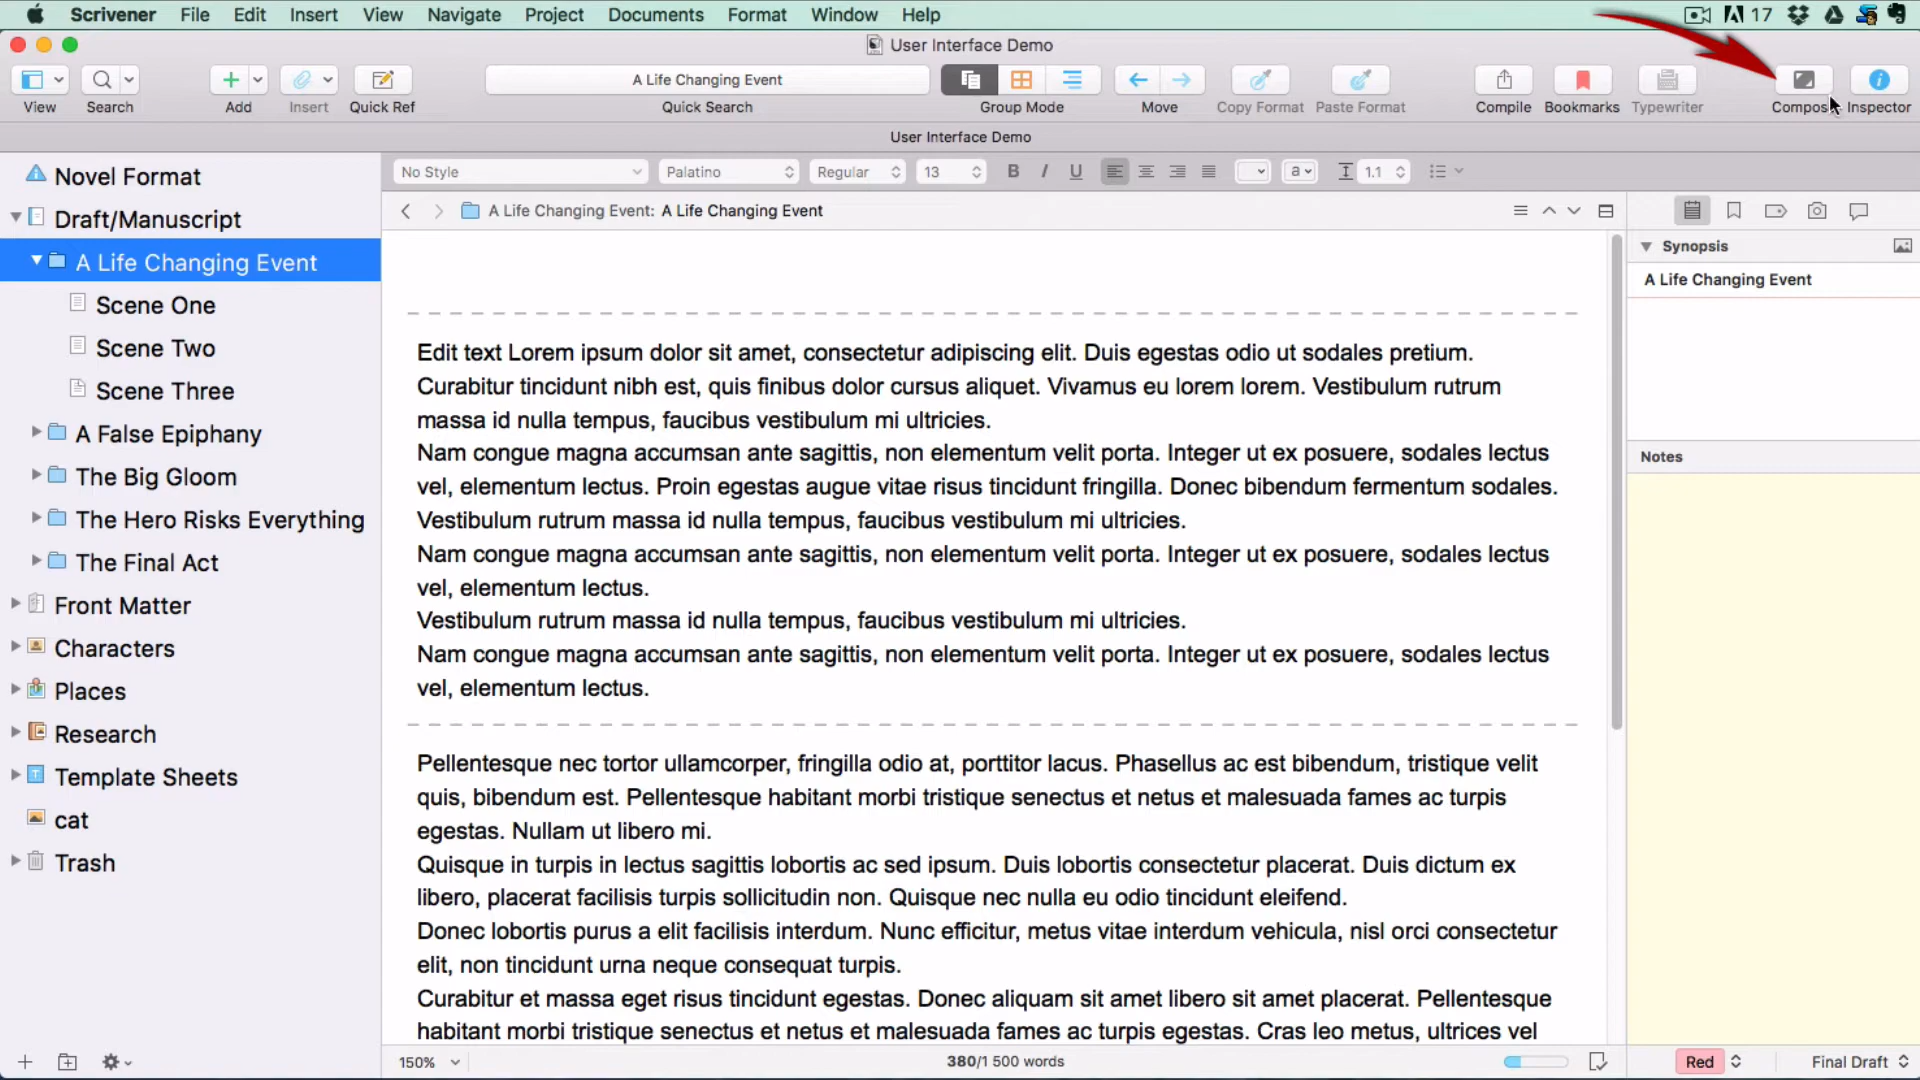 Scrivener File Edit Insert View Navigate Project Documents Format Window Help 17
User Interface Demo
A Life Changing Event
View Search Add Insert Quick Ref Quick Search Group Mode Move Copy Format Paste Format Compile Bookmarks Typewriter Compos Inspector
User Interface Demo
No Style Palatino Regular 13 B I U a 1.1
Novel Format
Draft/Manuscript
A Life Changing Event
Scene One
Scene Two
Scene Three
A False Epiphany
The Big Gloom
The Hero Risks Everything
The Final Act
Front Matter
Characters
Places
Research
Template Sheets
cat
Trash
A Life Changing Event: A Life Changing Event
Edit text Lorem ipsum dolor sit amet, consectetur adipiscing elit. Duis egestas odio ut sodales pretium.
Curabitur tincidunt nibh est, quis finibus dolor cursus aliquet. Vivamus eu lorem lorem. Vestibulum rutrum
massa id nulla tempus, faucibus vestibulum mi ultricies.
Nam congue magna accumsan ante sagittis, non elementum velit porta. Integer ut ex posuere, sodales lectus
vel, elementum lectus. Proin egestas augue vitae risus tincidunt fringilla. Donec bibendum fermentum sodales.
Vestibulum rutrum massa id nulla tempus, faucibus vestibulum mi ultricies.
Nam congue magna accumsan ante sagittis, non elementum velit porta. Integer ut ex posuere, sodales lectus
vel, elementum lectus.
Vestibulum rutrum massa id nulla tempus, faucibus vestibulum mi ultricies.
Nam congue magna accumsan ante sagittis, non elementum velit porta. Integer ut ex posuere, sodales lectus
vel, elementum lectus.
Pellentesque nec tortor ullamcorper, fringilla odio at, porttitor lacus. Phasellus ac est bibendum, tristique velit
quis, bibendum est. Pellentesque habitant morbi tristique senectus et netus et malesuada fames ac turpis
egestas. Nullam ut libero mi.
Quisque in turpis in lectus sagittis lobortis ac sed ipsum. Duis lobortis consectetur placerat. Duis dictum ex
libero, placerat facilisis turpis sollicitudin non. Quisque nec nulla eu odio tincidunt eleifend.
Donec lobortis purus a elit facilisis interdum. Nunc efficitur, metus vitae interdum vehicula, nisl orci consectetur
elit, non tincidunt urna neque consequat turpis.
Curabitur et massa eget risus tincidunt egestas. Donec aliquam sit amet libero sit amet placerat. Pellentesque
habitant morbi tristique senectus et netus et malesuada fames ac turpis egestas. Cras leo metus, ultrices vel
Synopsis
A Life Changing Event
Notes
150% 380/1 500 words Red Final Draft